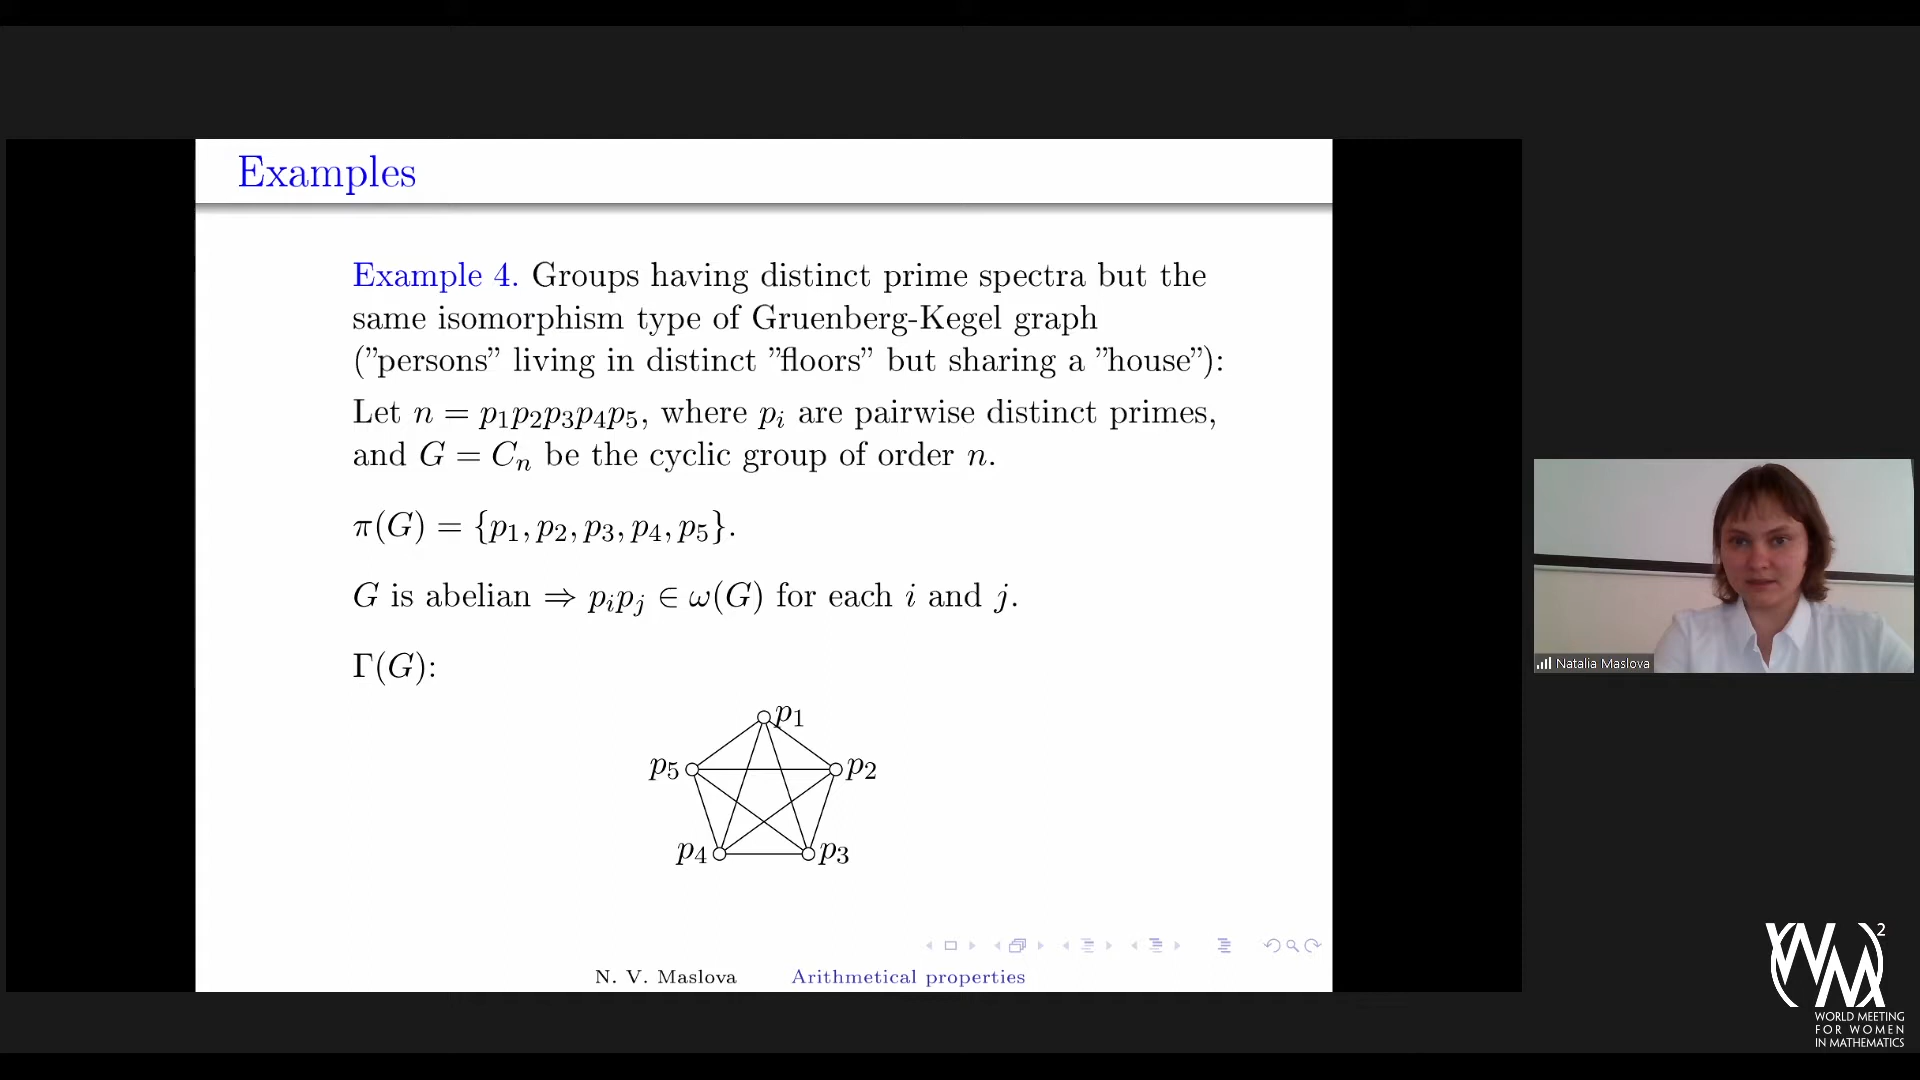 Examples
Example 4. Groups having distinct prime spectra but the
same isomorphism type of Gruenberg-Kegel graph
(”persons” living in distinct ”floors” but sharing a ”house”):
Let n = p₁p₂p₃p₄p₅, where pᵢ are pairwise distinct primes,
and G = Cₙ be the cyclic group of order n.
π(G) = {p₁, p₂, p₃, p₄, p₅}.
G is abelian ⇒ pᵢpⱼ ∈ ω(G) for each i and j.
Γ(G):
p₁
p₅ p₂
p₄ p₃
N. V. Maslova Arithmetical properties
Natalia Maslova
(WM)²
WORLD MEETING
FOR WOMEN
IN MATHEMATICS